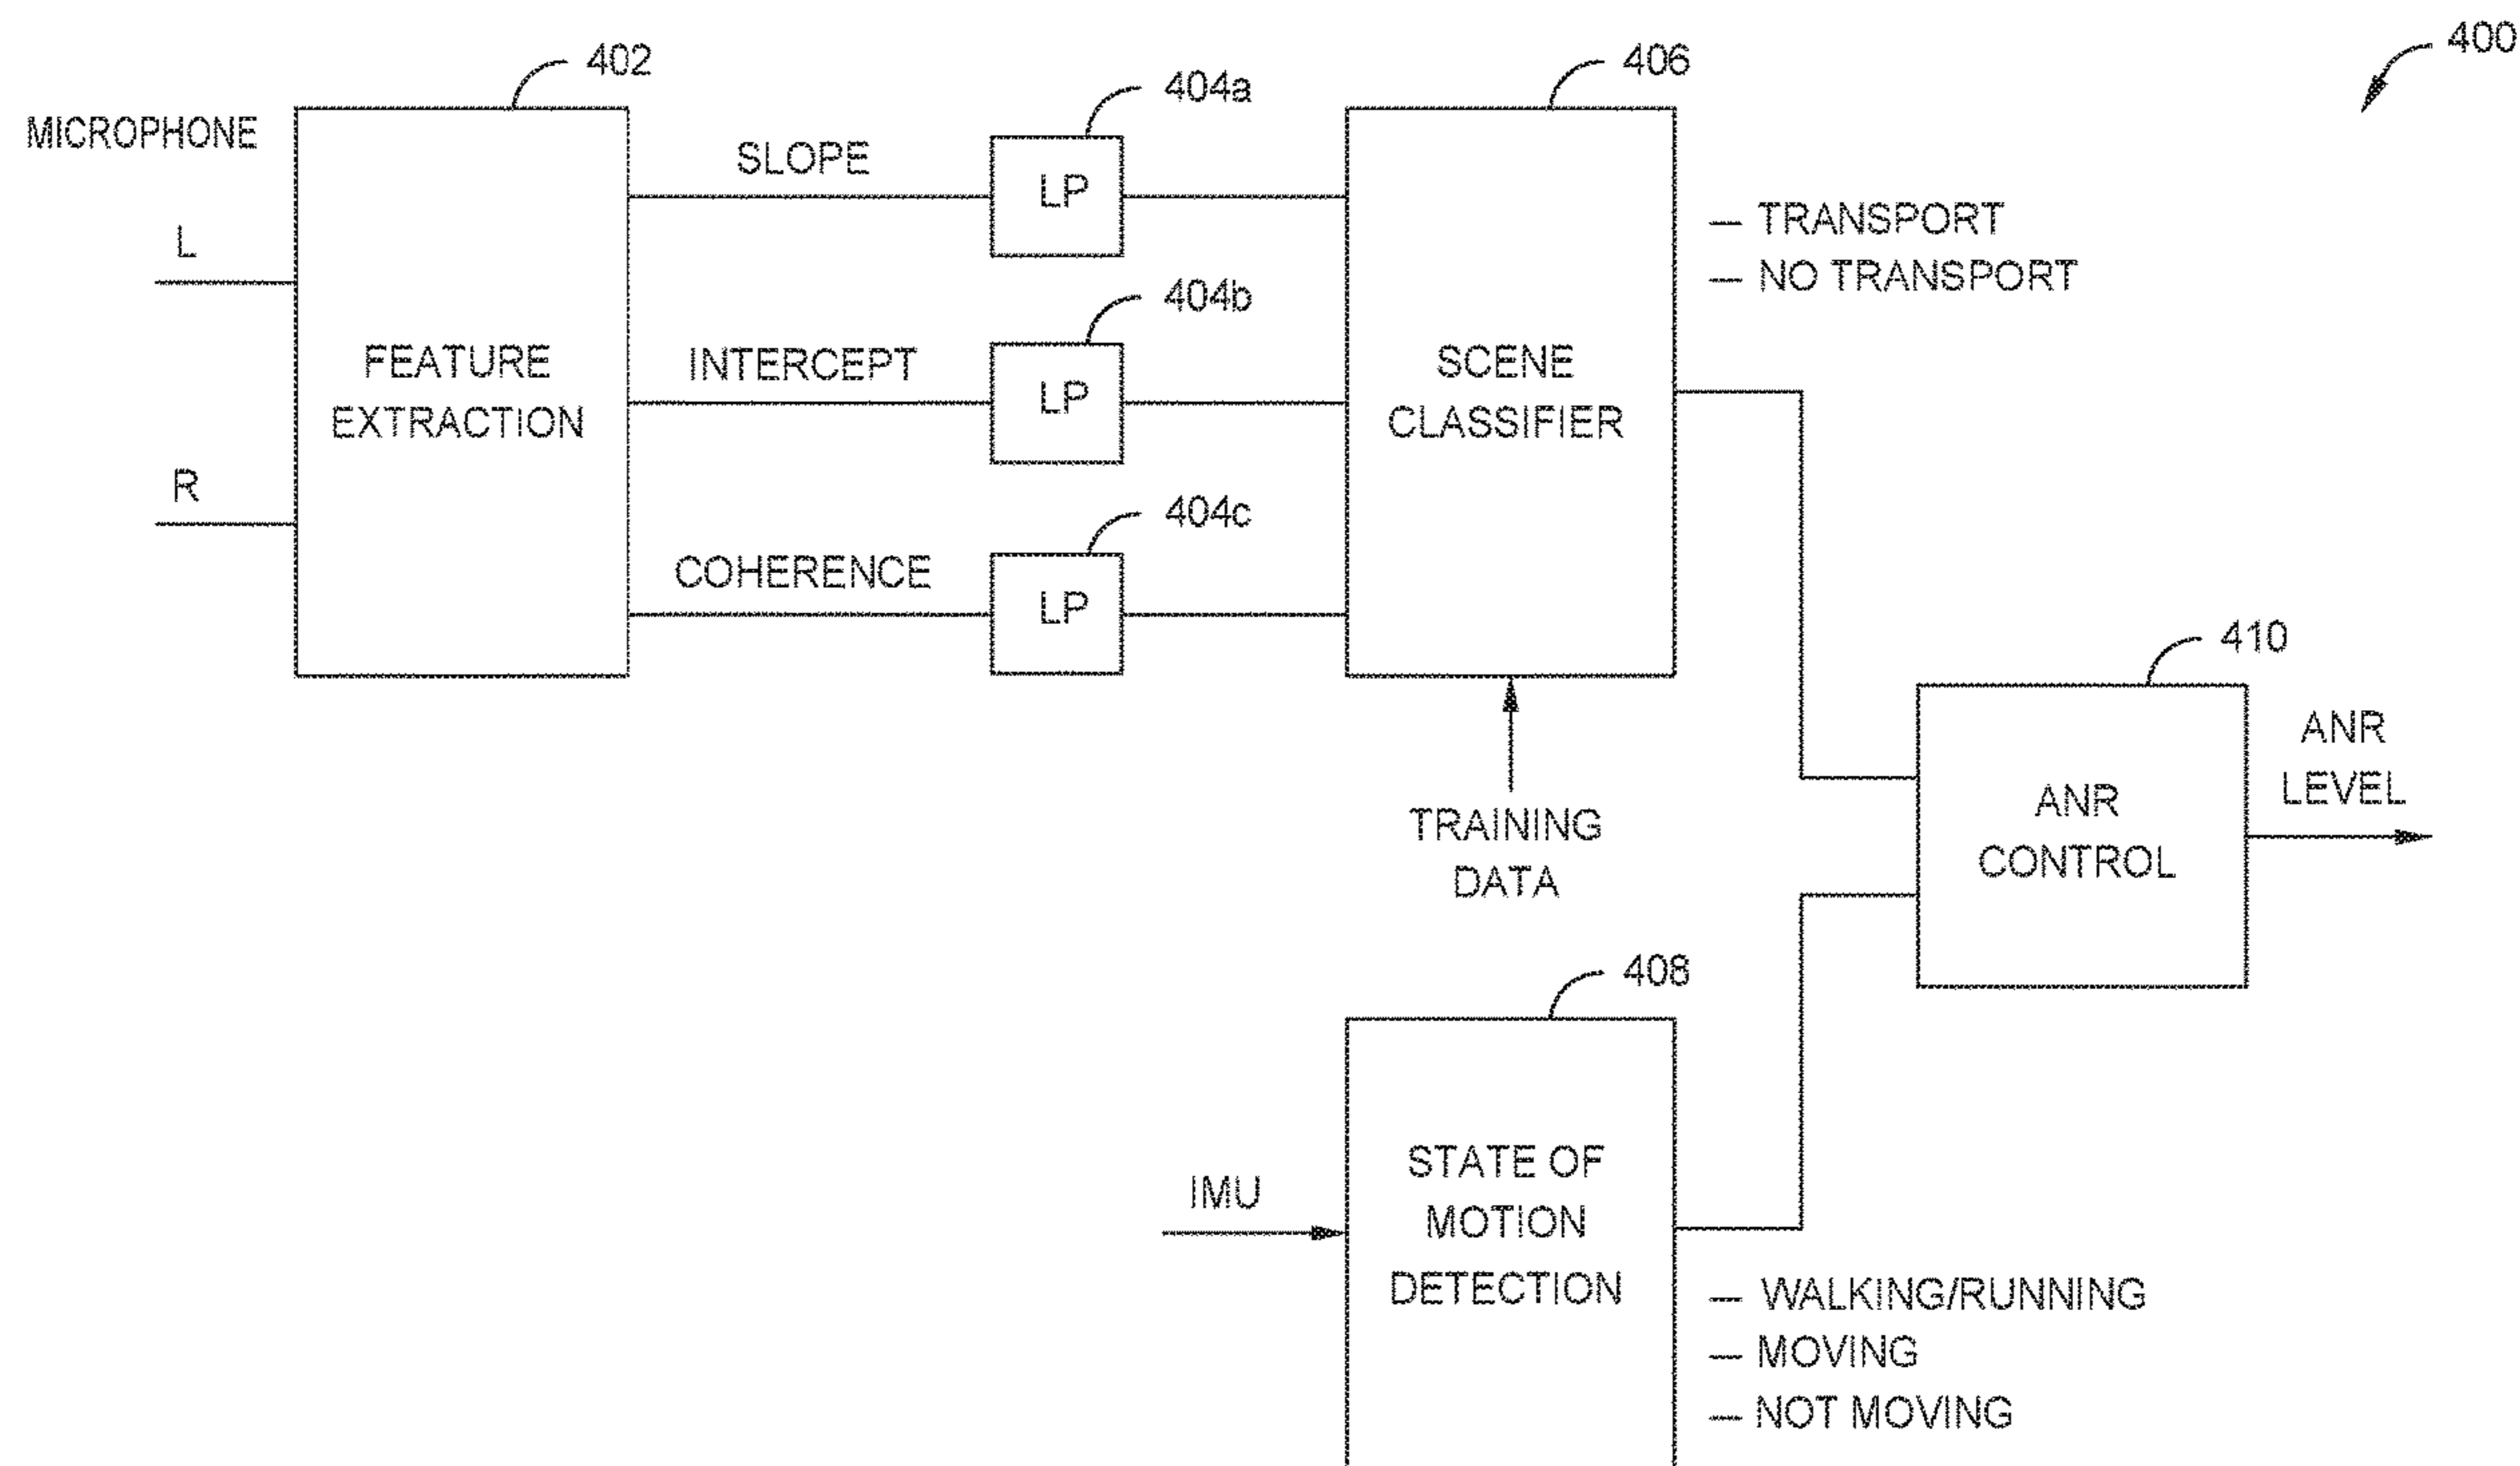 400
402
404a
406
MICROPHONE
SLOPE
LP
L
TRANSPORT
NO TRANSPORT
404b
FEATURE
EXTRACTION
INTERCEPT
LP
SCENE
CLASSIFIER
R
404c
COHERENCE
LP
410
ANR
LEVEL
ANR
CONTROL
TRAINING
DATA
408
IMU
STATE OF
MOTION
DETECTION
WALKING/RUNNING
MOVING
NOT MOVING